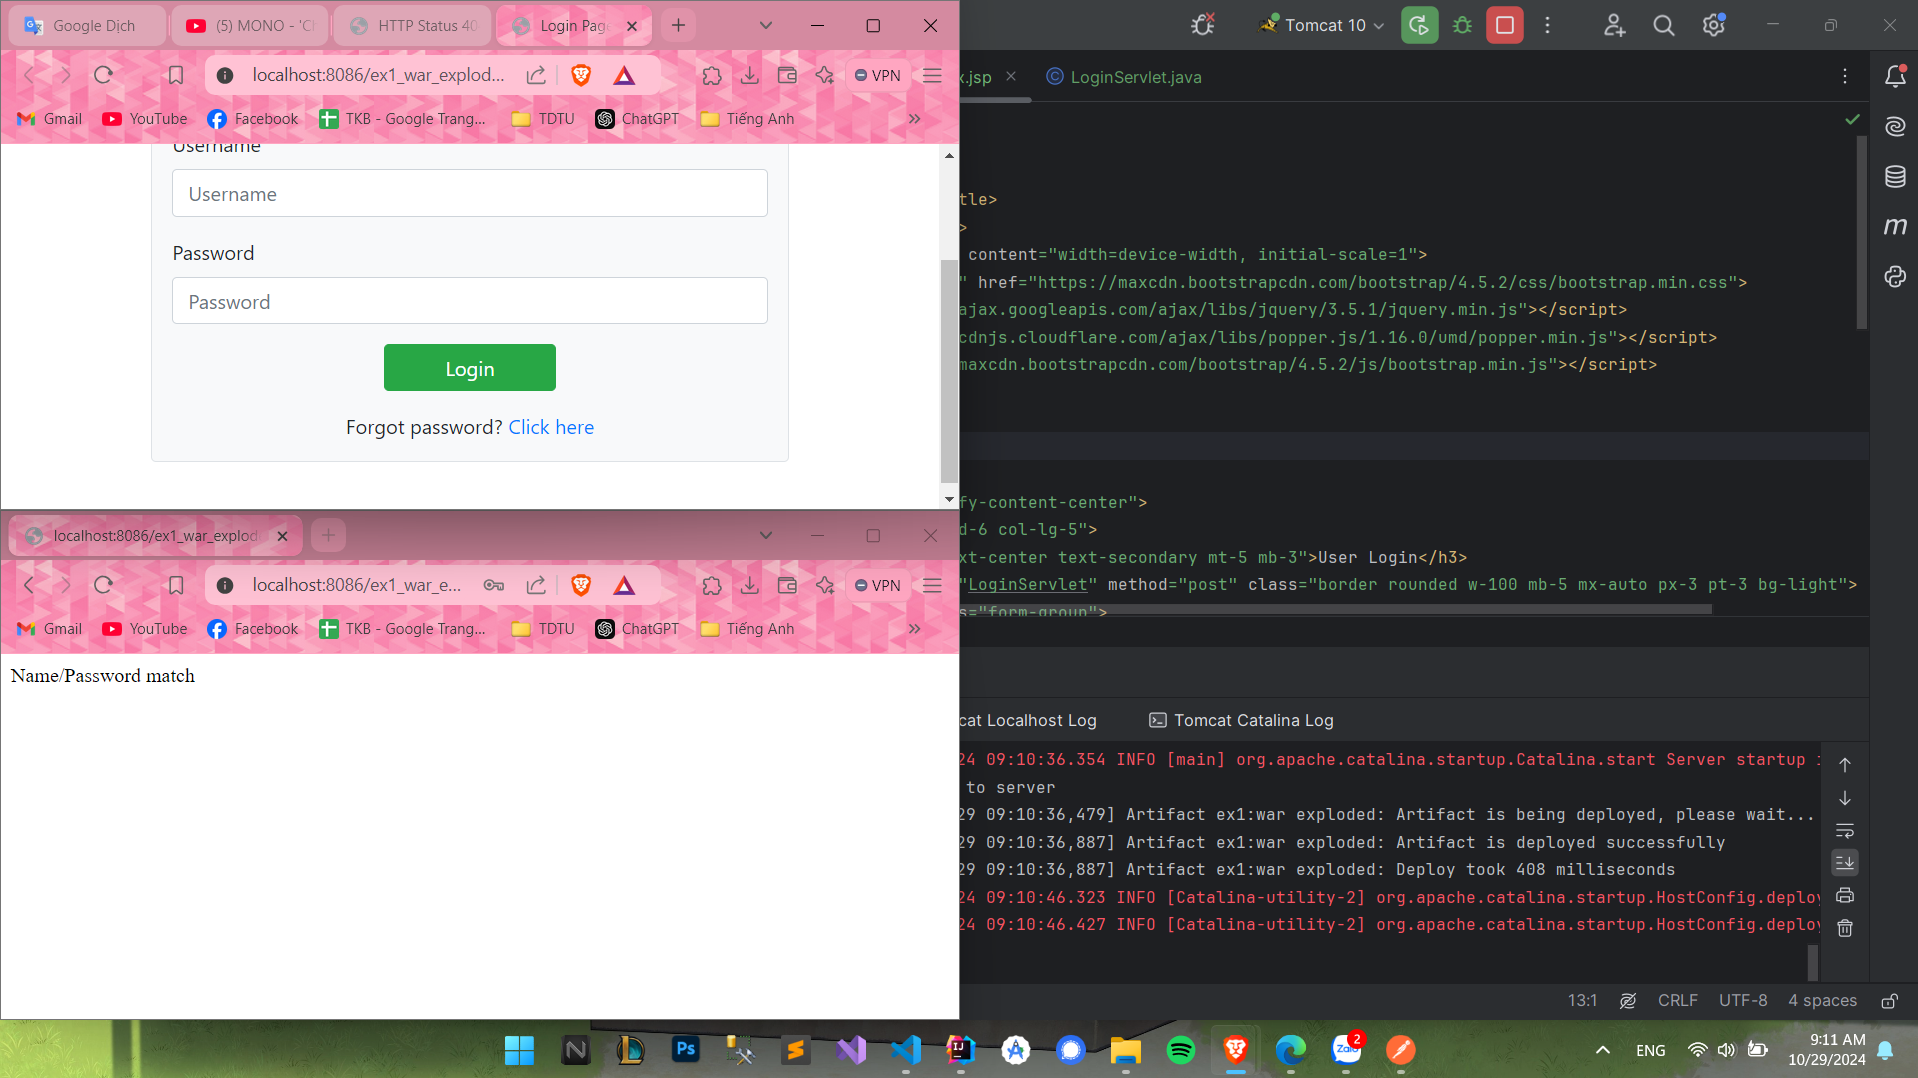 Google Dịch
(5) MONO - 'Ch
HTTP Status 40
Login Page
localhost:8086/ex1_war_explod...
VPN
Gmail
YouTube
Facebook
TKB - Google Trang...
TDTU
ChatGPT
Tiếng Anh
Username
Username
Password
Password
Login
Forgot password? Click here
localhost:8086/ex1_war_explod
localhost:8086/ex1_war_e...
VPN
Gmail
YouTube
Facebook
TKB - Google Trang...
TDTU
ChatGPT
Tiếng Anh
Name/Password match
Tomcat 10
x.jsp
LoginServlet.java
tle>
>
content="width=device-width, initial-scale=1">
" href="https://maxcdn.bootstrapcdn.com/bootstrap/4.5.2/css/bootstrap.min.css">
ajax.googleapis.com/ajax/libs/jquery/3.5.1/jquery.min.js"></script>
cdnjs.cloudflare.com/ajax/libs/popper.js/1.16.0/umd/popper.min.js"></script>
maxcdn.bootstrapcdn.com/bootstrap/4.5.2/js/bootstrap.min.js"></script>
fy-content-center">
d-6 col-lg-5">
xt-center text-secondary mt-5 mb-3">User Login</h3>
"LoginServlet" method="post" class="border rounded w-100 mb-5 mx-auto px-3 pt-3 bg-light">
s="form-group">
cat Localhost Log
Tomcat Catalina Log
24 09:10:36.354 INFO [main] org.apache.catalina.startup.Catalina.start Server startup i
to server
29 09:10:36,479] Artifact ex1:war exploded: Artifact is being deployed, please wait...
29 09:10:36,887] Artifact ex1:war exploded: Artifact is deployed successfully
29 09:10:36,887] Artifact ex1:war exploded: Deploy took 408 milliseconds
24 09:10:46.323 INFO [Catalina-utility-2] org.apache.catalina.startup.HostConfig.deploy
24 09:10:46.427 INFO [Catalina-utility-2] org.apache.catalina.startup.HostConfig.deploy
13:1
CRLF
UTF-8
4 spaces
m
Ps
IJ
Zalo
2
ENG
9:11 AM
10/29/2024